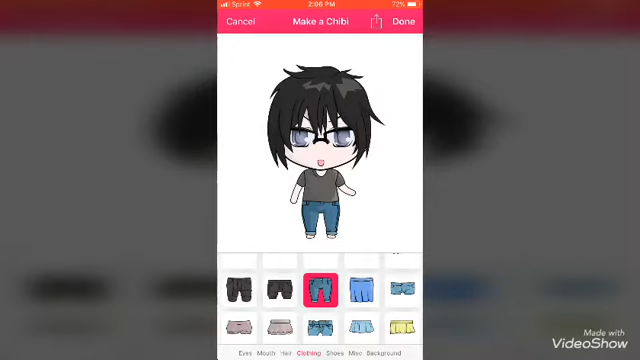 Sprint 2:06 PM 72%
Cancel Make a Chibi Done
Eyes Mouth Hair Clothing Shoes Misc Background
Made with
VideoShow